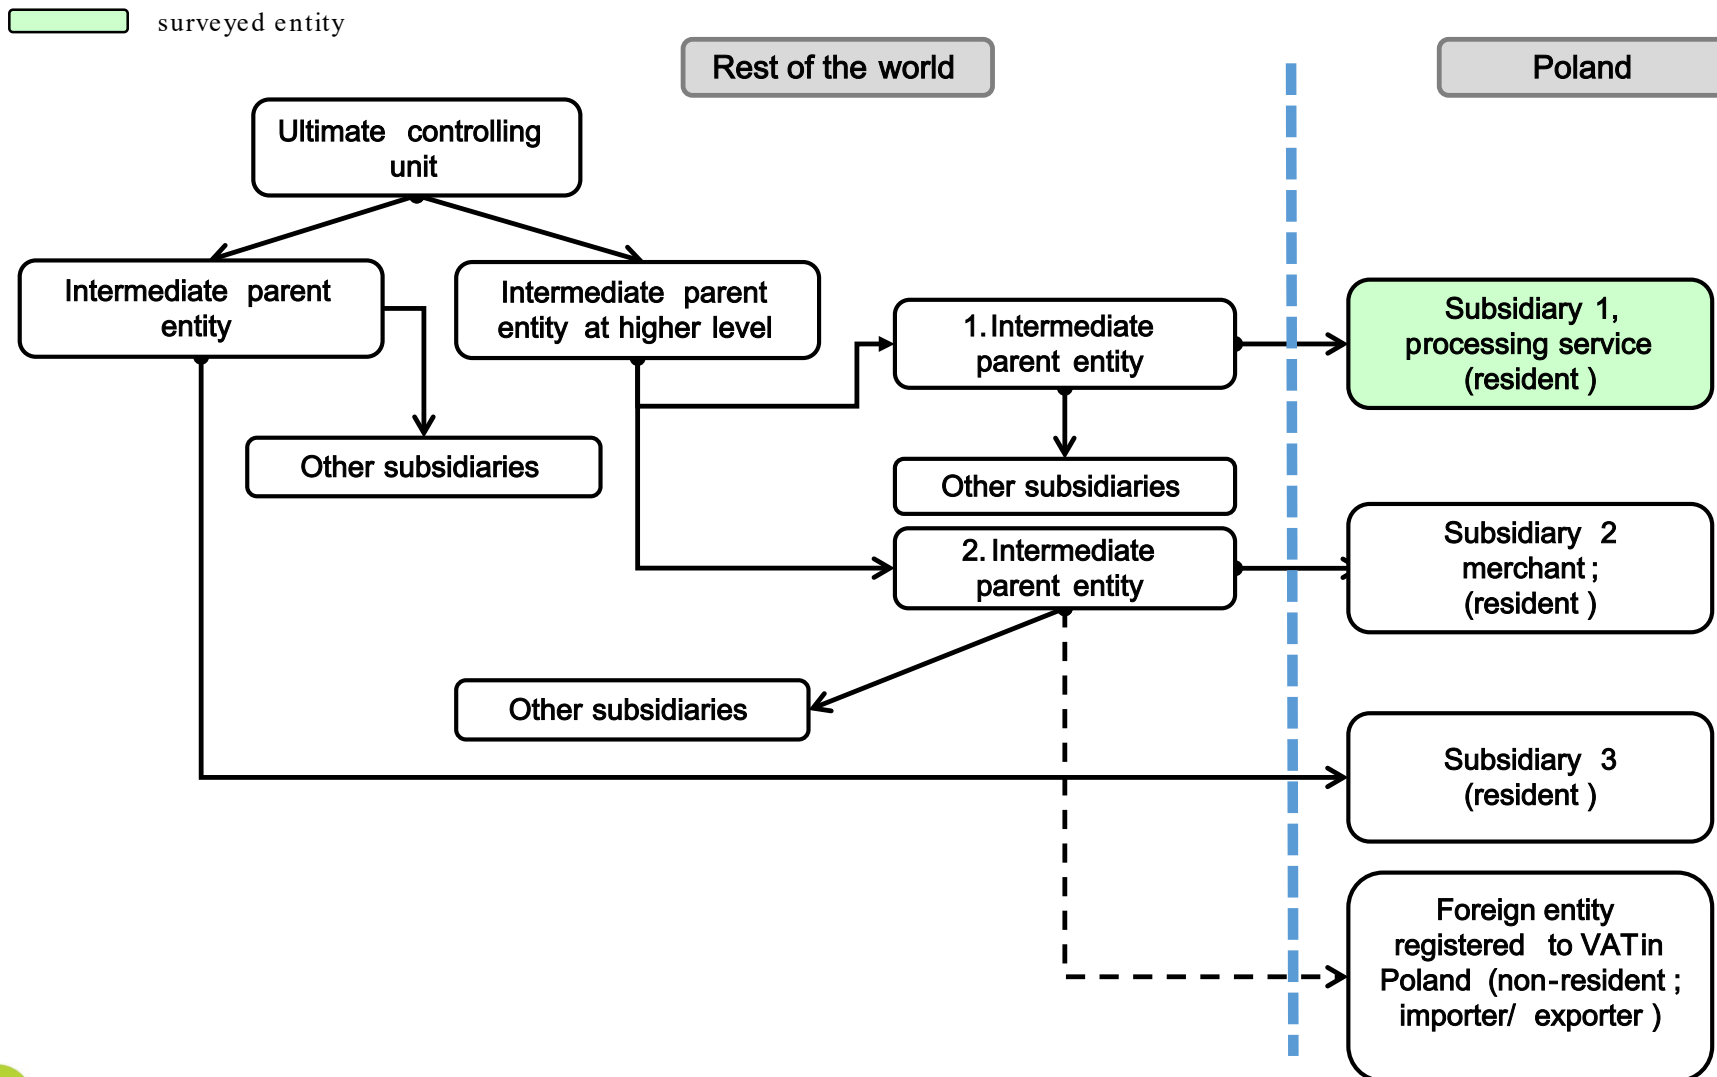 surveyed entity
Rest of the world
Poland
Ultimate controlling
unit
Intermediate parent
entity
Intermediate parent
entity at higher level
1. Intermediate
parent entity
Subsidiary 1,
processing service
(resident )
Other subsidiaries
Other subsidiaries
2. Intermediate
parent entity
Subsidiary 2
merchant ;
(resident )
Other subsidiaries
Subsidiary 3
(resident )
Foreign entity
registered to VATin
Poland (non-resident ;
importer/ exporter )